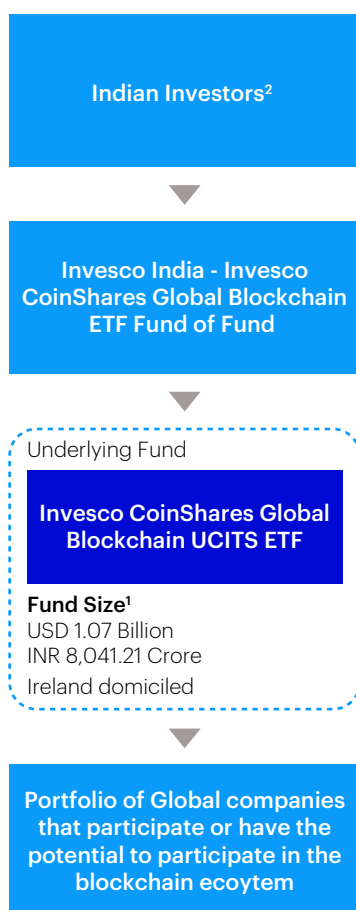 Indian Investors²
Invesco India - Invesco
CoinShares Global Blockchain
ETF Fund of Fund
Underlying Fund
Invesco CoinShares Global
Blockchain UCITS ETF
Fund Size¹
USD 1.07 Billion
INR 8,041.21 Crore
Ireland domiciled
Portfolio of Global companies
that participate or have the
potential to participate in the
blockchain ecoytem